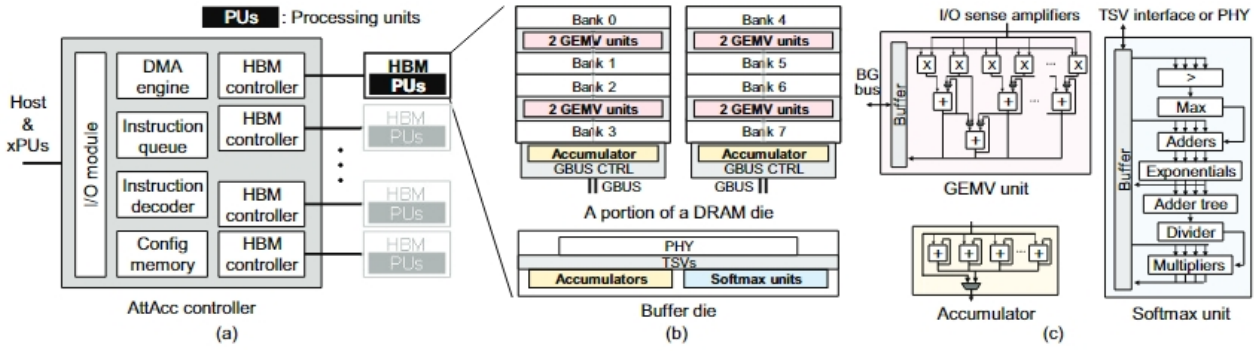 PUs : Processing units
Host
&
xPUs
I/O module
DMA
engine
Instruction
queue
Instruction
decoder
Config
memory
HBM
controller
HBM
controller
HBM
controller
HBM
controller
HBM
PUs
HBM
PUs
HBM
PUs
HBM
PUs
AttAcc controller
(a)
Bank 0
2 GEMV units
Bank 1
Bank 2
2 GEMV units
Bank 3
Accumulator
GBUS CTRL
GBUS
Bank 4
2 GEMV units
Bank 5
Bank 6
2 GEMV units
Bank 7
Accumulator
GBUS CTRL
GBUS
A portion of a DRAM die
PHY
TSVs
Accumulators
Softmax units
Buffer die
(b)
I/O sense amplifiers
BG
bus
Buffer
X X X X X ...
+ + ... +
+
GEMV unit
+ + + ... +
Accumulator
TSV interface or PHY
Buffer
>
Max
Adders
Exponentials
Adder tree
Divider
Multipliers
Softmax unit
(c)